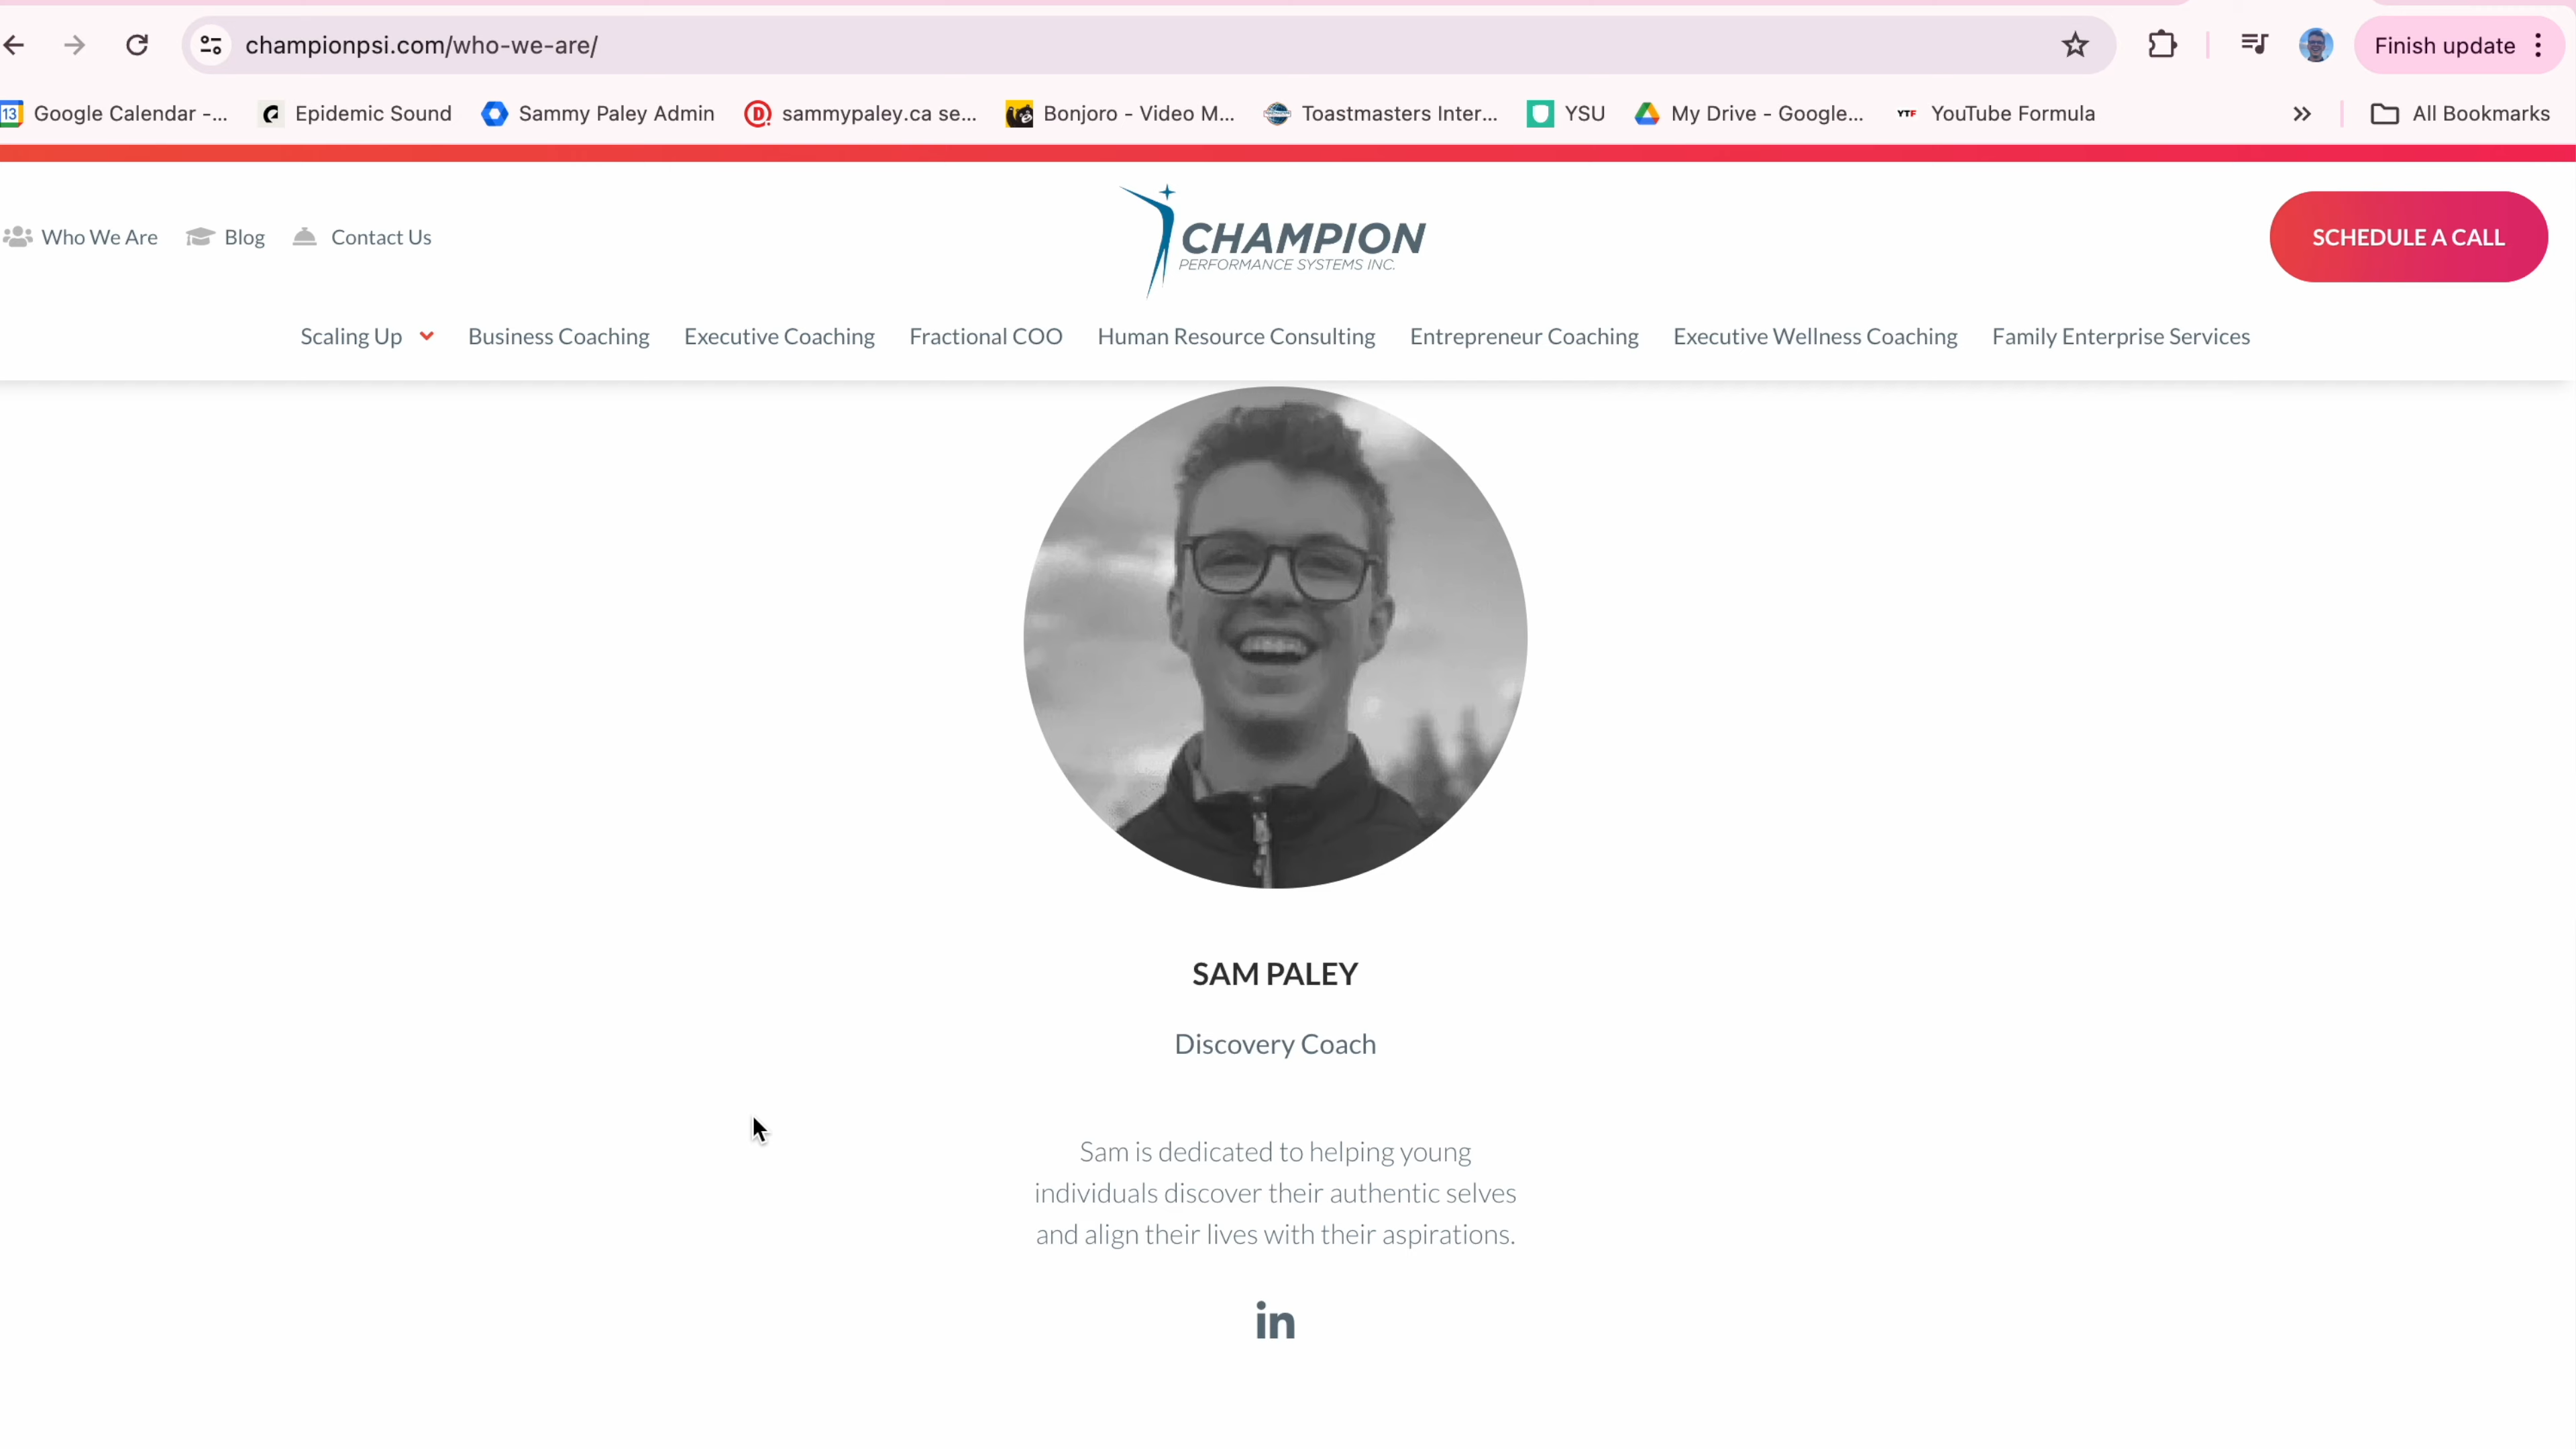 championpsi.com/who-we-are/
Finish update
13
Google Calendar -...
Epidemic Sound
Sammy Paley Admin
D
sammypaley.ca se...
Bonjoro - Video M...
Toastmasters Inter...
YSU
My Drive - Google...
YTF
YouTube Formula
All Bookmarks
Who We Are
Blog
Contact Us
CHAMPION
PERFORMANCE SYSTEMS INC.
SCHEDULE A CALL
Scaling Up
Business Coaching
Executive Coaching
Fractional COO
Human Resource Consulting
Entrepreneur Coaching
Executive Wellness Coaching
Family Enterprise Services
SAM PALEY
Discovery Coach
Sam is dedicated to helping young
individuals discover their authentic selves
and align their lives with their aspirations.
in